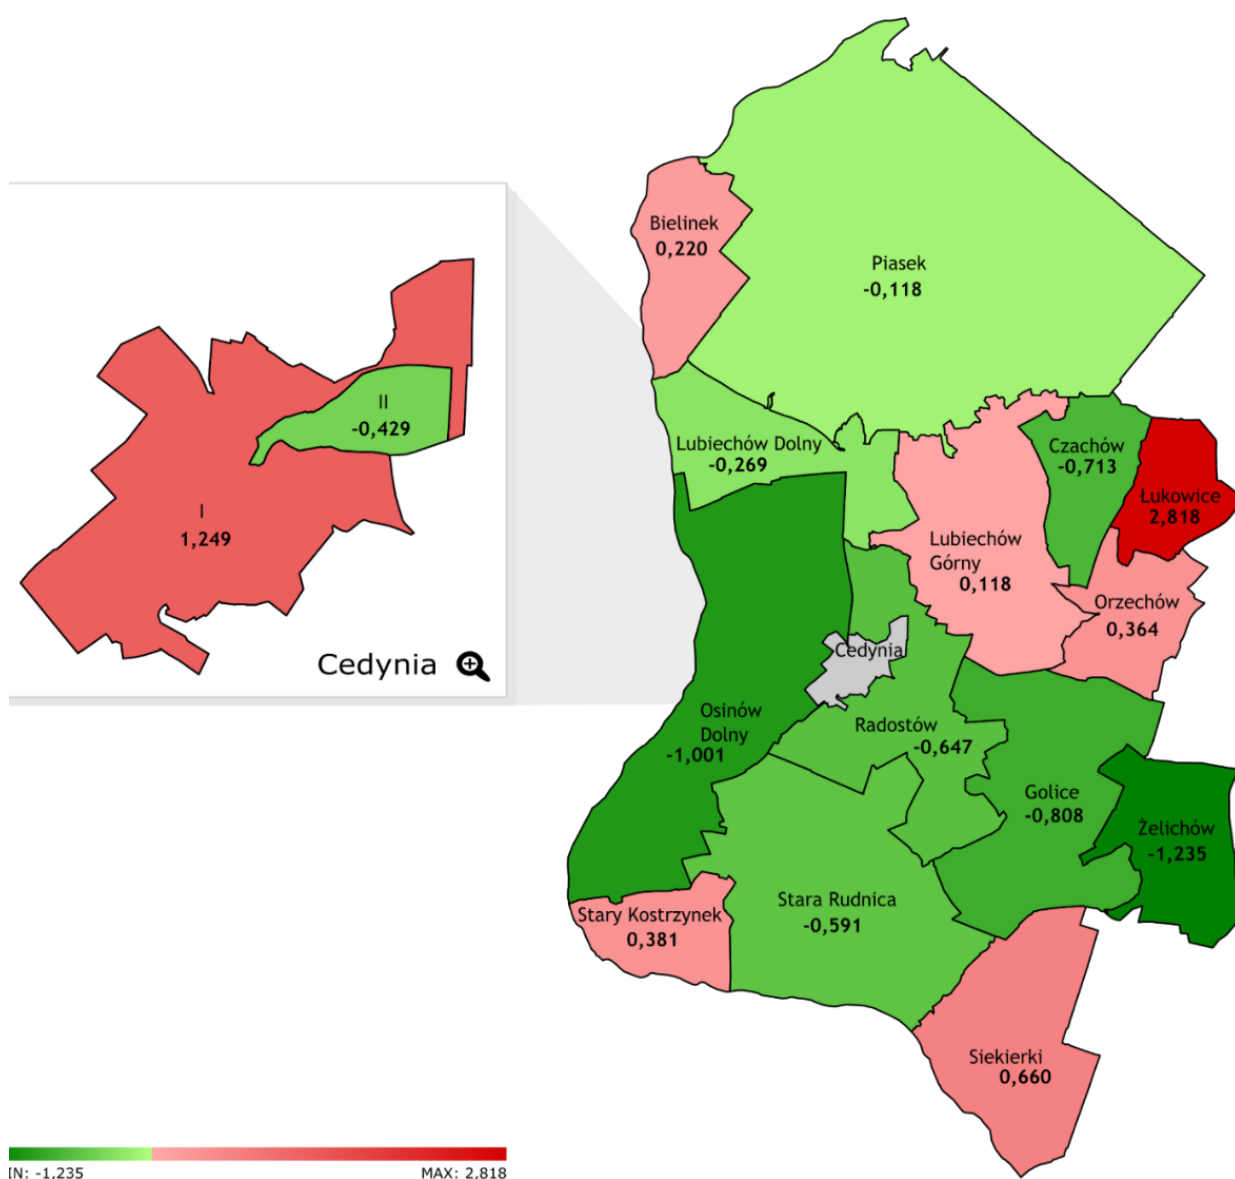 Bielinek
0,220
Piasek
-0,118
II
-0,429
Lubiechów Dolny
-0,269
Czachów
-0,713
Łukowice
2,818
I
1,249
Lubiechów
Górny
0,118
Orzechów
0,364
Cedynia
Cedynia
Osinów
Dolny
-1,001
Radostów
-0,647
Golice
-0,808
Żelichów
-1,235
Stara Rudnica
-0,591
Stary Kostrzynek
0,381
Siekierki
0,660
IN: -1,235
MAX: 2,818